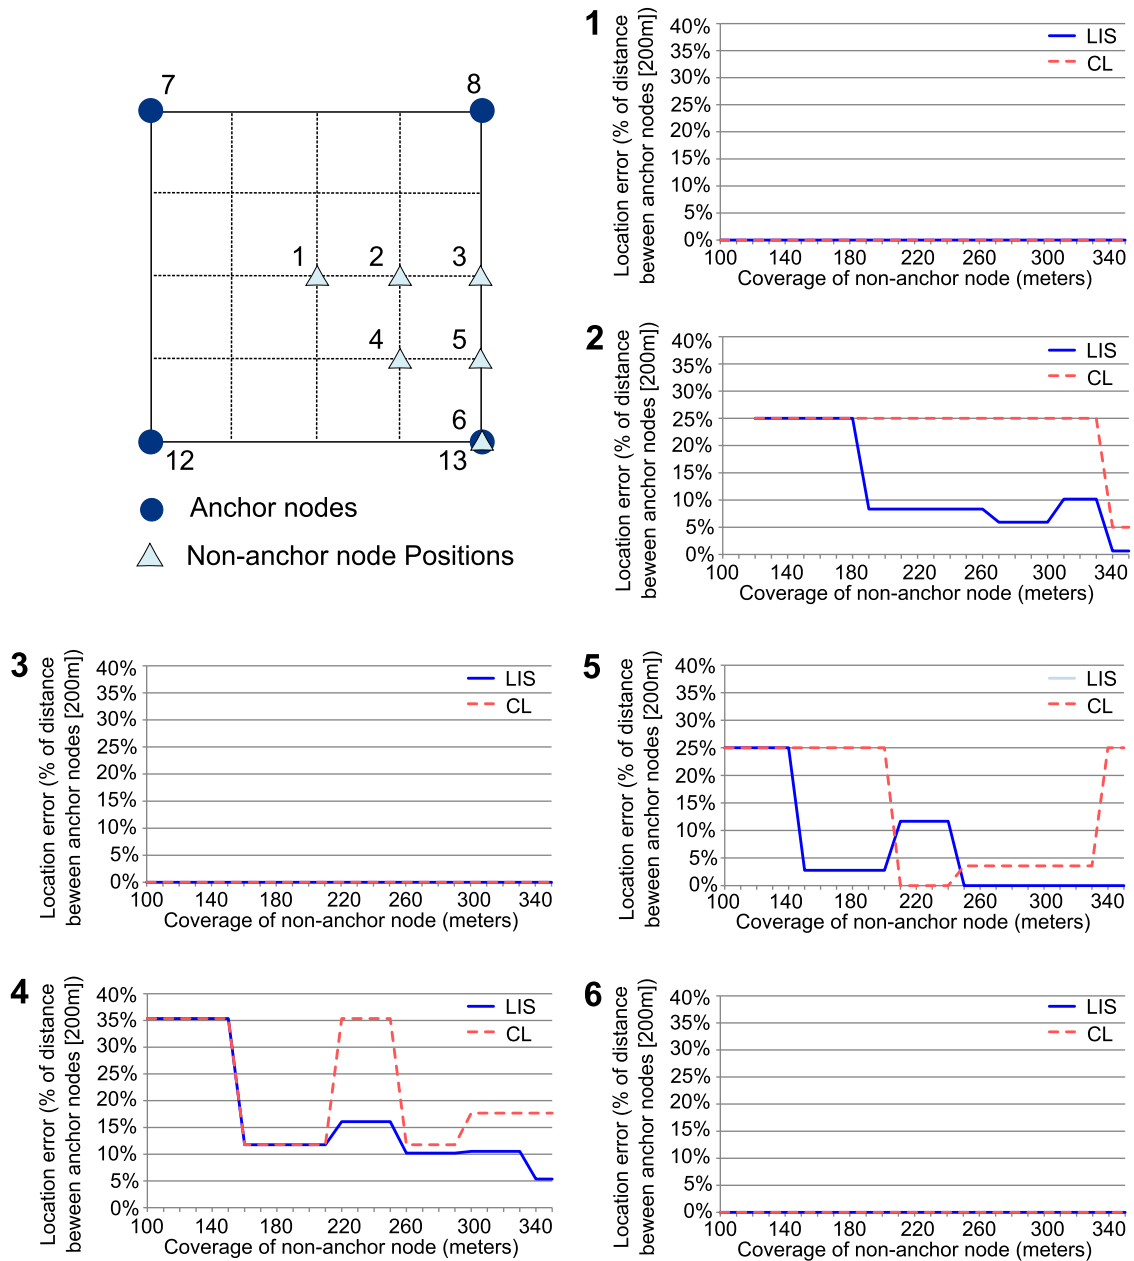 7
8
1
2
3
4
5
6
12
13
Anchor nodes
Non-anchor node Positions
1
Location error (% of distance
beween anchor nodes [200m])
40%
35%
30%
25%
20%
15%
10%
5%
0%
LIS
CL
100 140 180 220 260 300 340
Coverage of non-anchor node (meters)
2
Location error (% of distance
beween anchor nodes [200m])
40%
35%
30%
25%
20%
15%
10%
5%
0%
LIS
CL
100 140 180 220 260 300 340
Coverage of non-anchor node (meters)
3
Location error (% of distance
beween anchor nodes [200m])
40%
35%
30%
25%
20%
15%
10%
5%
0%
LIS
CL
100 140 180 220 260 300 340
Coverage of non-anchor node (meters)
5
Location error (% of distance
beween anchor nodes [200m])
40%
35%
30%
25%
20%
15%
10%
5%
0%
LIS
CL
100 140 180 220 260 300 340
Coverage of non-anchor node (meters)
4
Location error (% of distance
beween anchor nodes [200m])
40%
35%
30%
25%
20%
15%
10%
5%
0%
LIS
CL
100 140 180 220 260 300 340
Coverage of non-anchor node (meters)
6
Location error (% of distance
beween anchor nodes [200m])
40%
35%
30%
25%
20%
15%
10%
5%
0%
LIS
CL
100 140 180 220 260 300 340
Coverage of non-anchor node (meters)